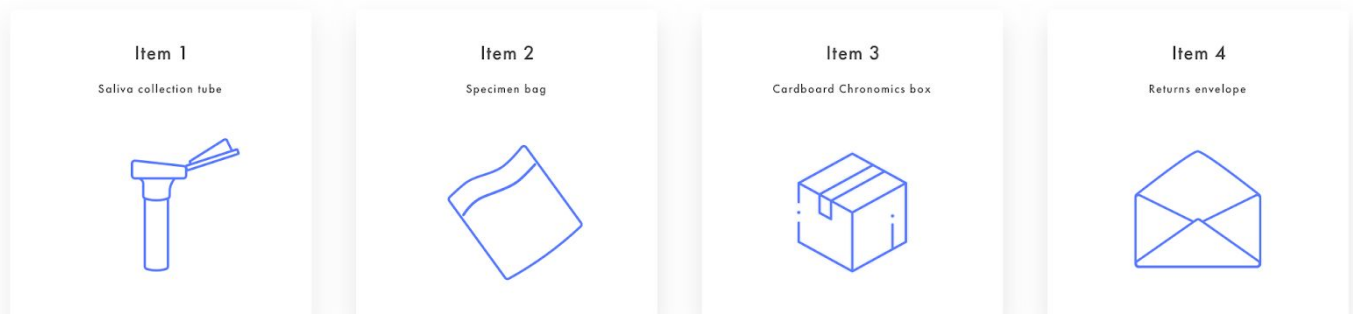 Item 1
Saliva collection tube
Item 2
Specimen bag
Item 3
Cardboard Chronomics box
Item 4
Returns envelope